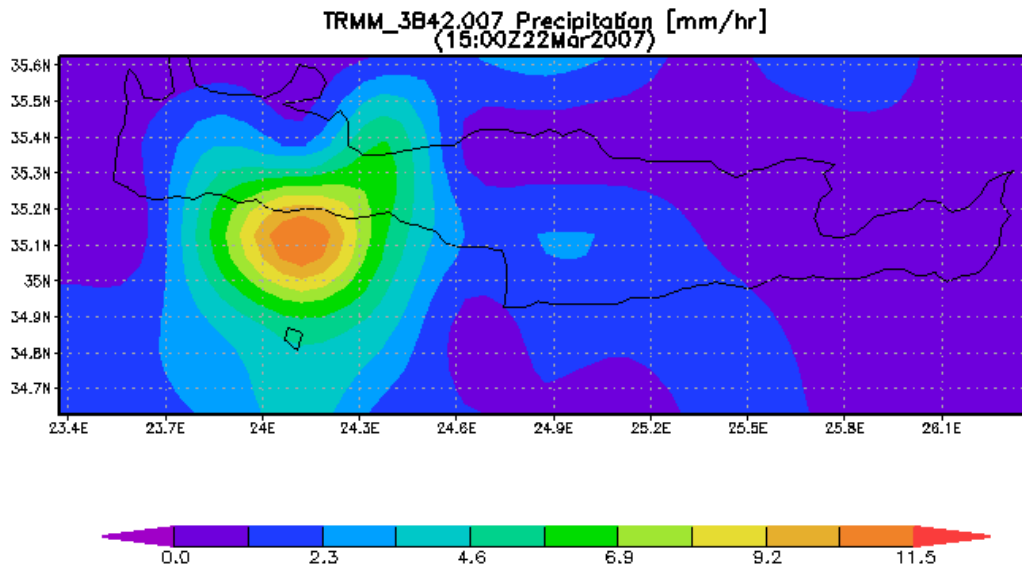 TRMM_3B42.007 Precipitation [mm/hr]
(15:00Z22Mar2007)
35.6N
35.5N
35.4N
35.3N
35.2N
35.1N
35N
34.9N
34.8N
34.7N
23.4E 23.7E 24E 24.3E 24.6E 24.9E 25.2E 25.5E 25.8E 26.1E
0.0 2.3 4.6 6.9 9.2 11.5